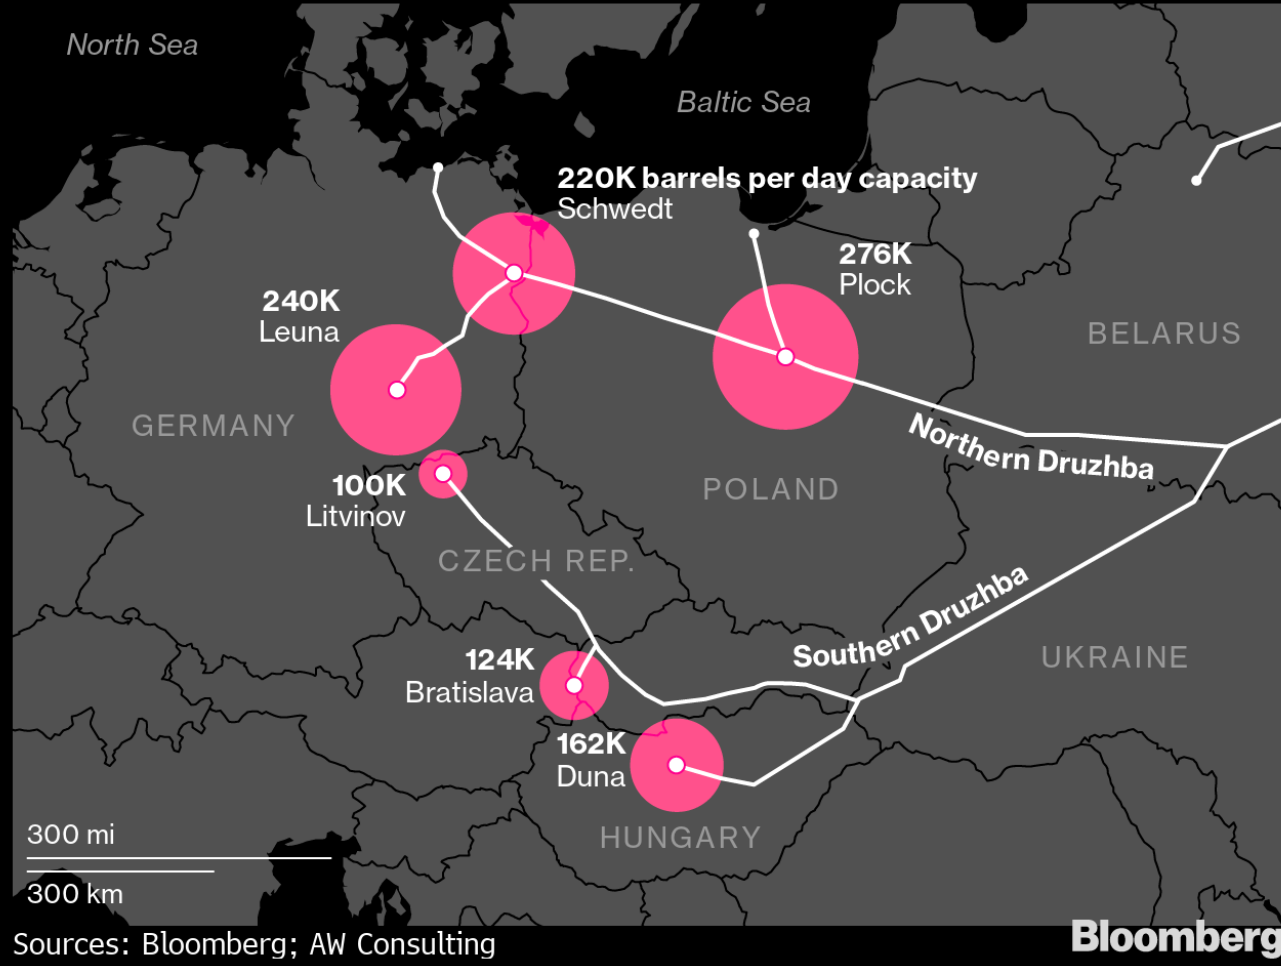 North Sea
Baltic Sea
220K barrels per day capacity
Schwedt
276K
Plock
240K
Leuna
BELARUS
GERMANY
Northern Druzhba
100K
Litvinov
POLAND
CZECH REP.
Southern Druzhba
124K
Bratislava
UKRAINE
162K
Duna
300 mi
HUNGARY
300 km
Sources: Bloomberg; AW Consulting
Bloomberg